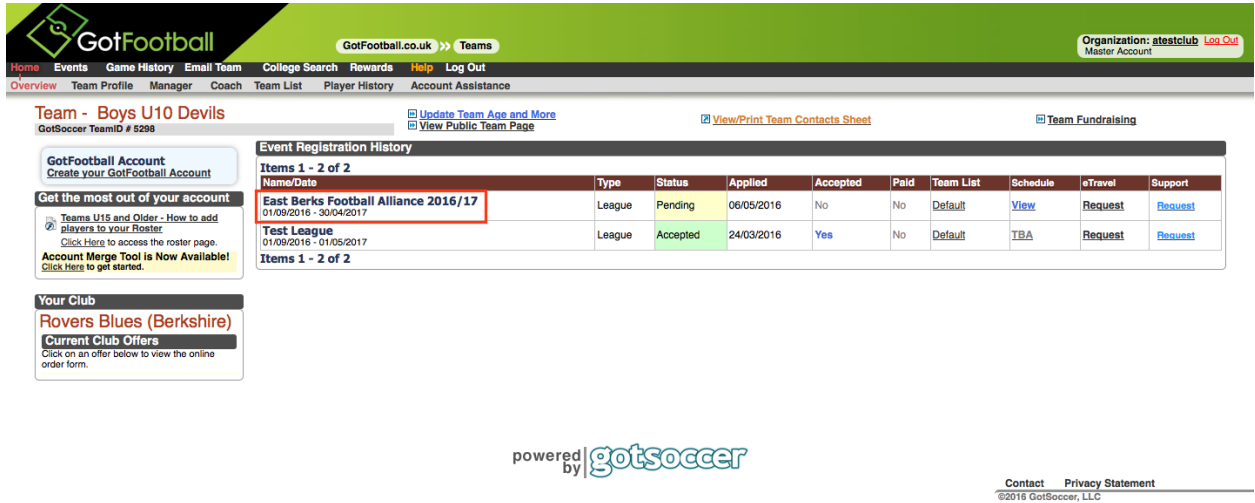 GotFootball
GotFootball.co.uk >> Teams
Organization: atestclub Log Out
Master Account
Home Events Game History Email Team College Search Rewards Help Log Out
Overview Team Profile Manager Coach Team List Player History Account Assistance
Team - Boys U10 Devils
GotSoccer TeamID # 5298
Update Team Age and More
View Public Team Page
View/Print Team Contacts Sheet
Team Fundraising
GotFootball Account
Create your GotFootball Account
Get the most out of your account
Teams U15 and Older - How to add
players to your Roster
Click Here to access the roster page.
Account Merge Tool is Now Available!
Click Here to get started.
Your Club
Rovers Blues (Berkshire)
Current Club Offers
Click on an offer below to view the online
order form.
Event Registration History
Items 1 - 2 of 2
Name/Date Type Status Applied Accepted Paid Team List Schedule eTravel Support
East Berks Football Alliance 2016/17
01/09/2016 - 30/04/2017
League Pending 06/05/2016 No No Default View Request Request
Test League
01/09/2016 - 01/05/2017
League Accepted 24/03/2016 Yes No Default TBA Request Request
Items 1 - 2 of 2
powered by gotsoccer
Contact Privacy Statement
©2016 GotSoccer, LLC